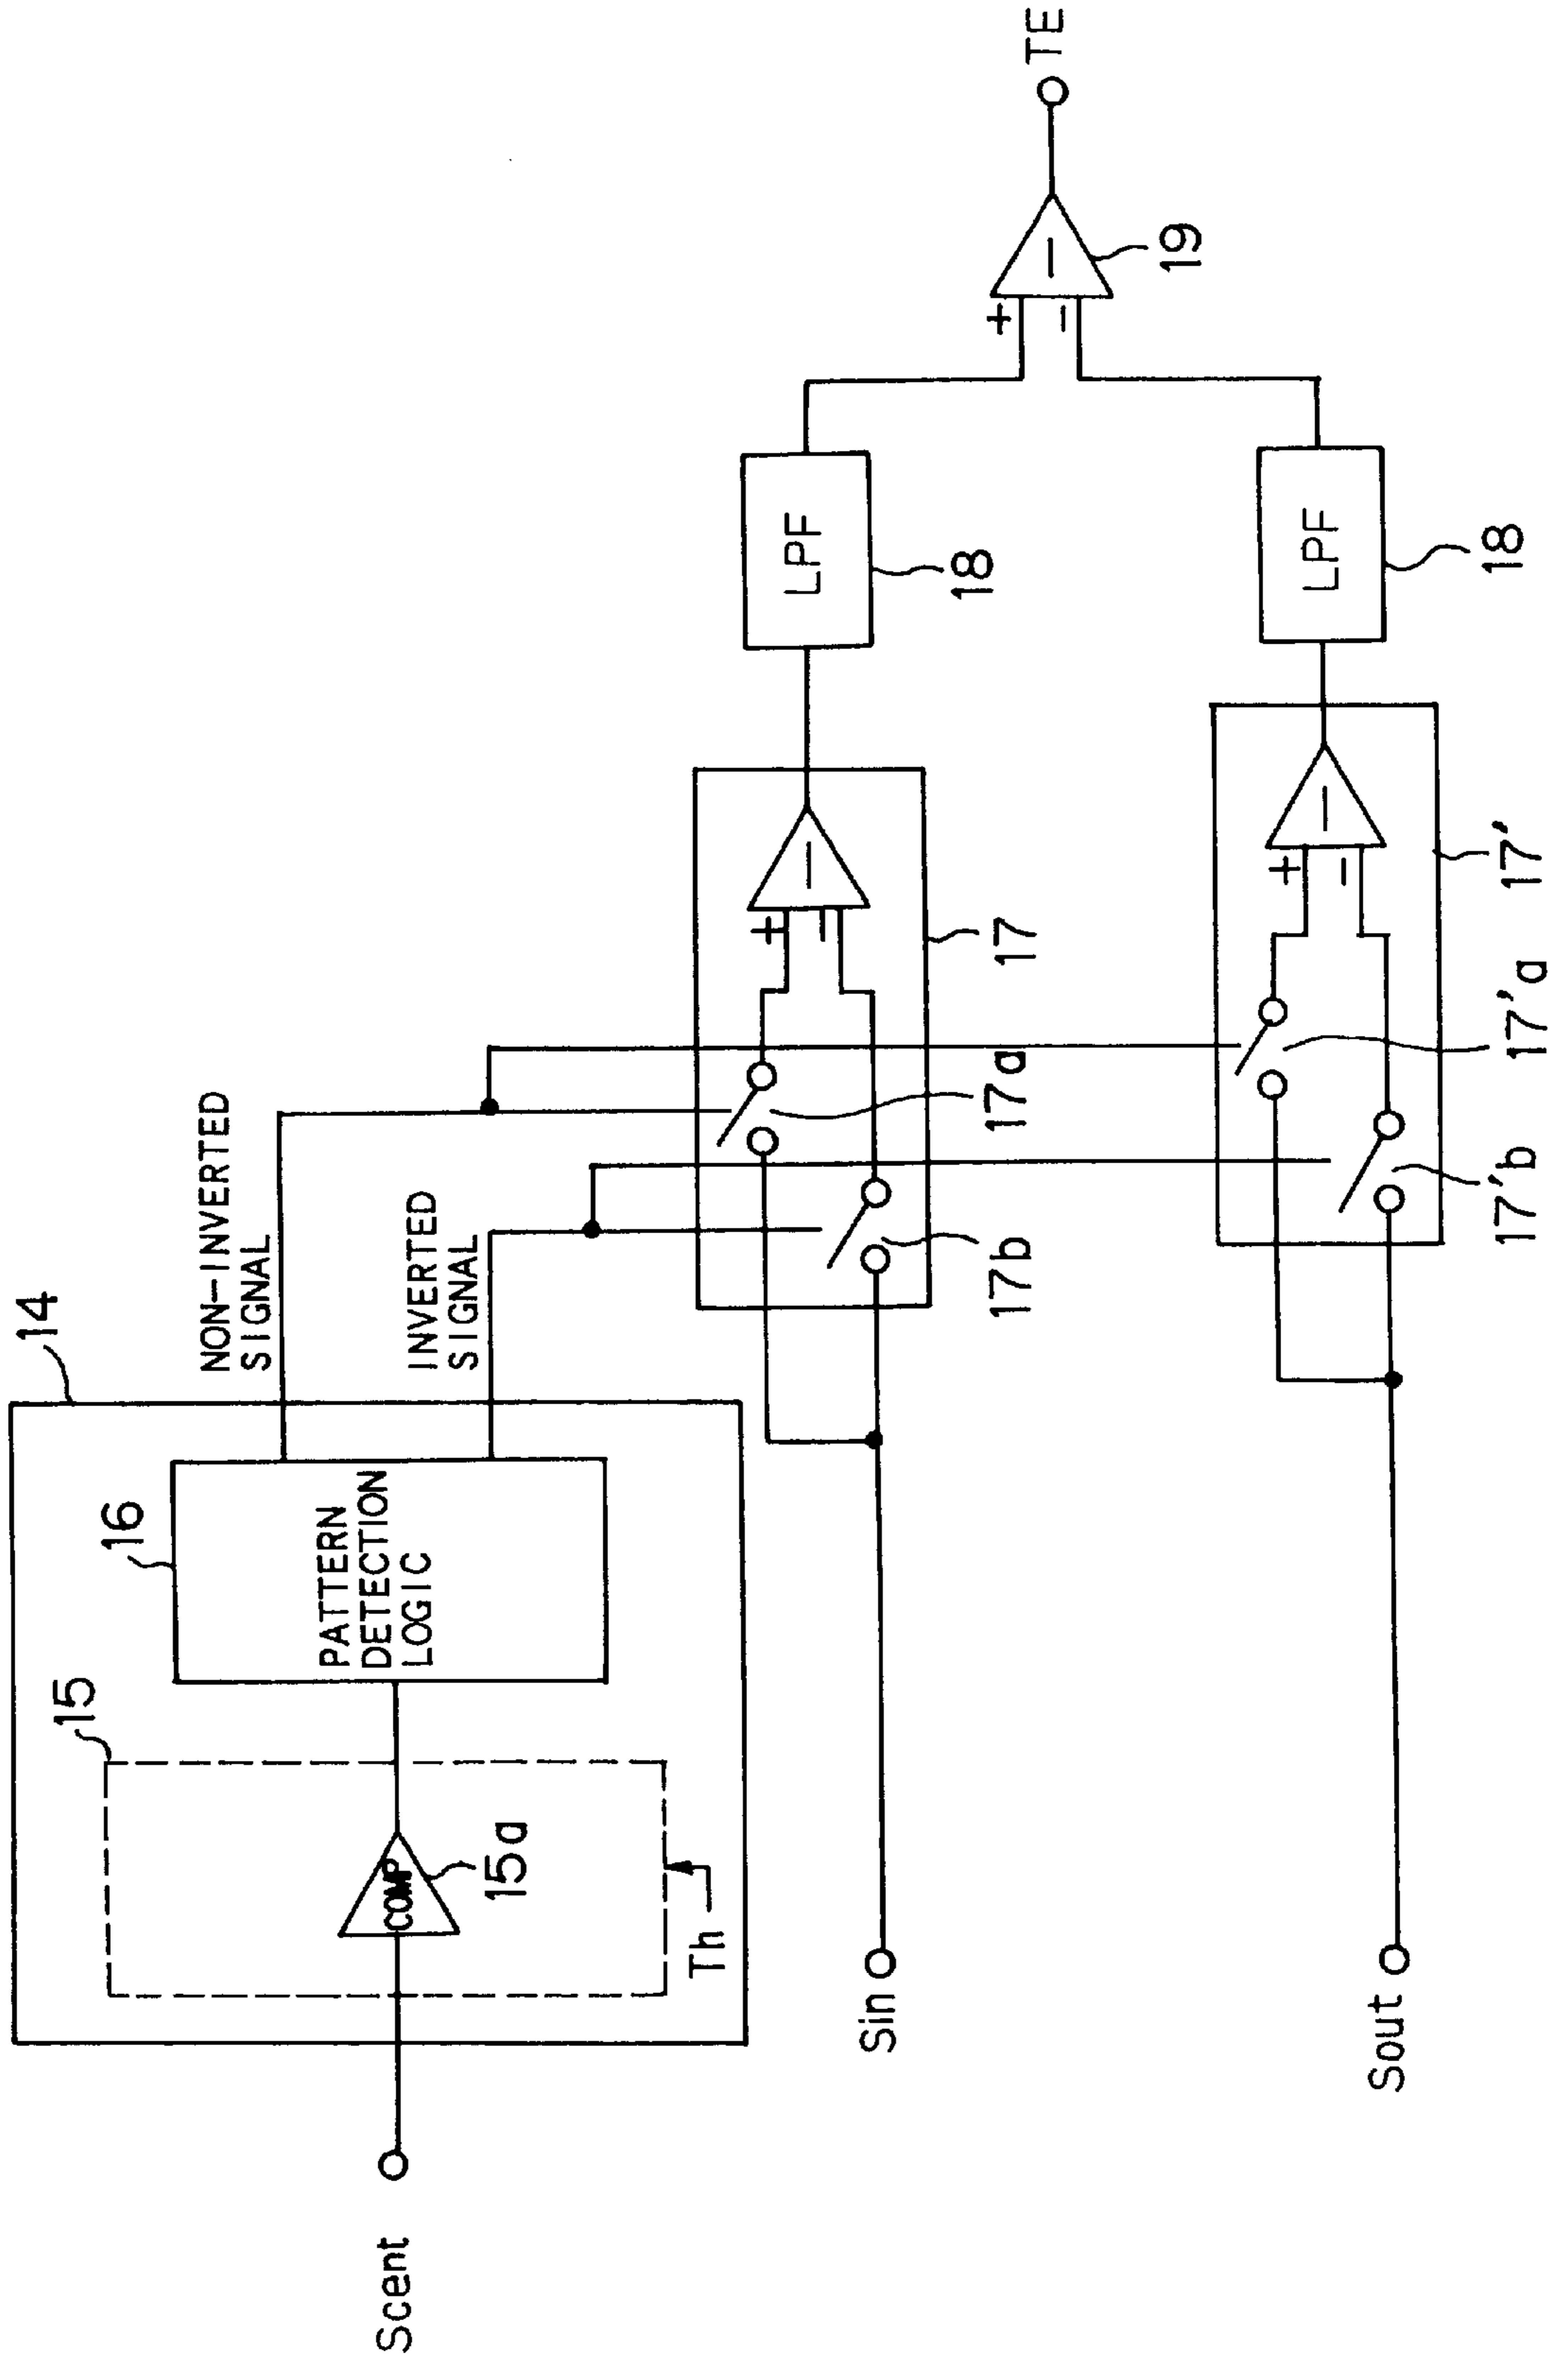 14
15
16
PATTERN
DETECTION
LOGIC
COMP
15a
Th
Scent
NON-INVERTED
SIGNAL
INVERTED
SIGNAL
Sin
17a
17b
+
−
−
17
LPF
18
Sout
17'a
17'b
+
−
−
17'
LPF
18
+
−
−
19
TE